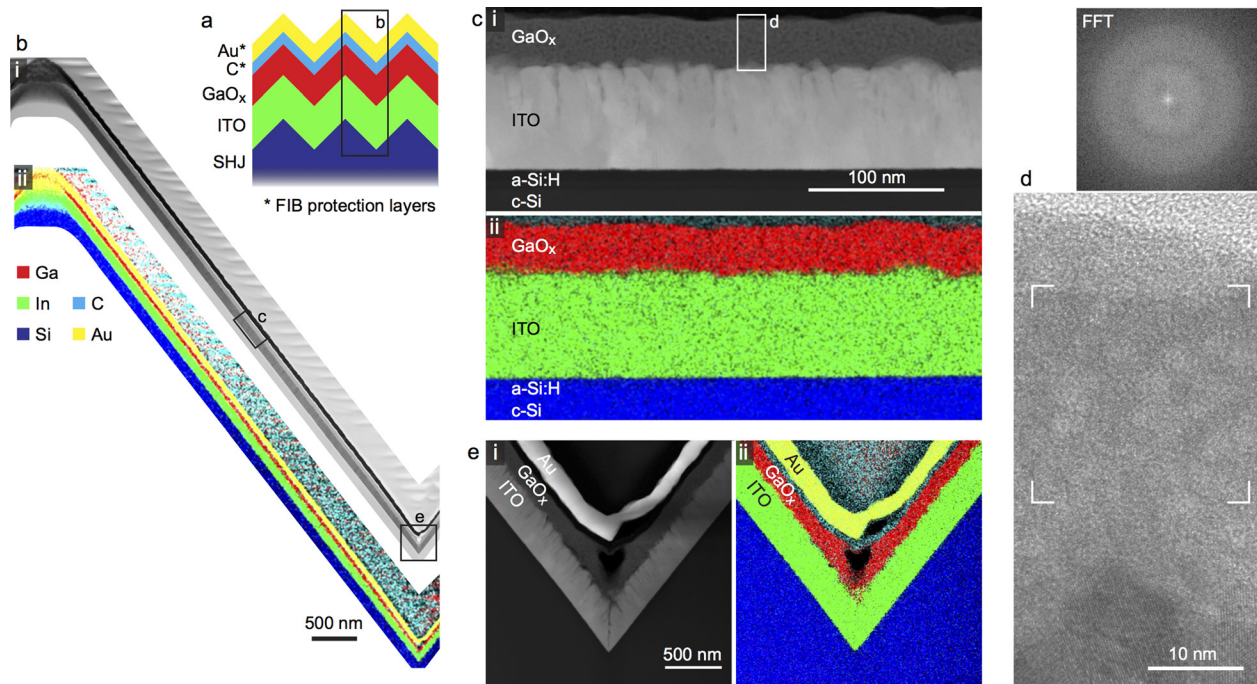 a
b
Au*
C*
GaOx
ITO
SHJ
* FIB protection layers
b
i
ii
c
e
Ga
In
C
Si
Au
500 nm
c
i
GaOx
d
ITO
a-Si:H
c-Si
100 nm
ii
GaOx
ITO
a-Si:H
c-Si
FFT
d
10 nm
e
i
Au
GaOx
ITO
500 nm
ii
Au
GaOx
ITO